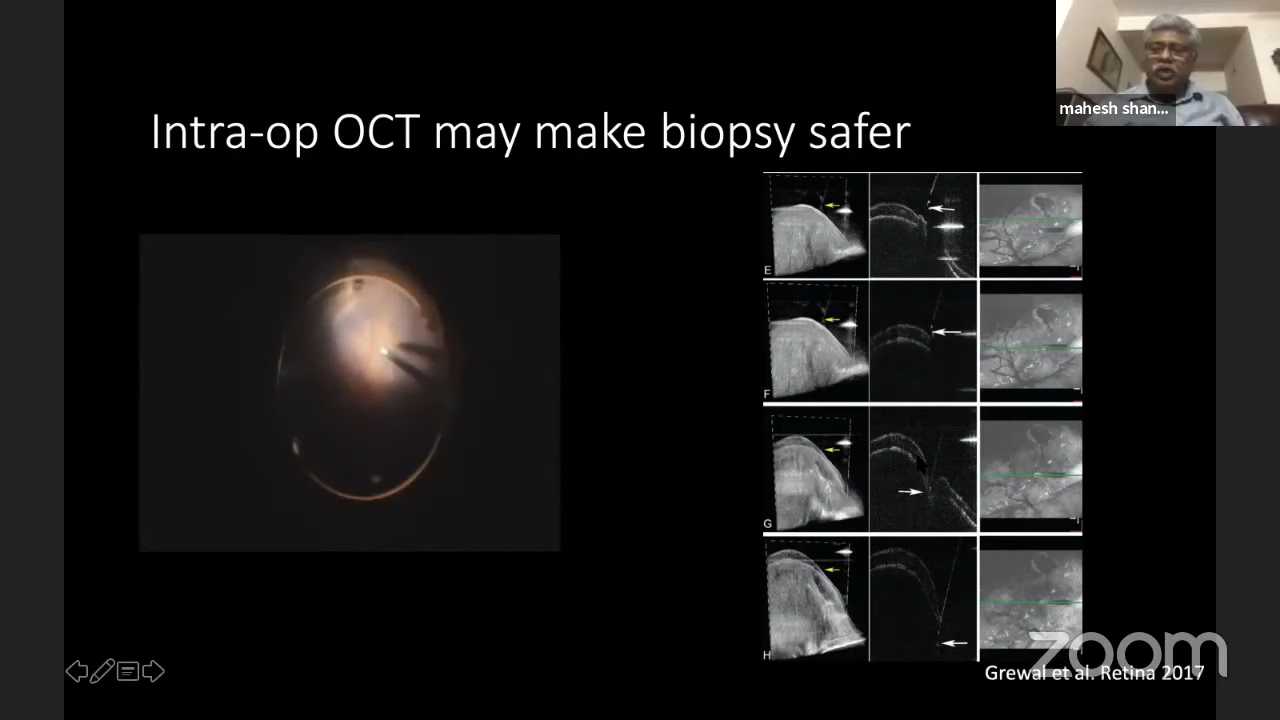 mahesh shan...
Intra-op OCT may make biopsy safer
E
F
G
H
zoom
Grewal et al. Retina 2017